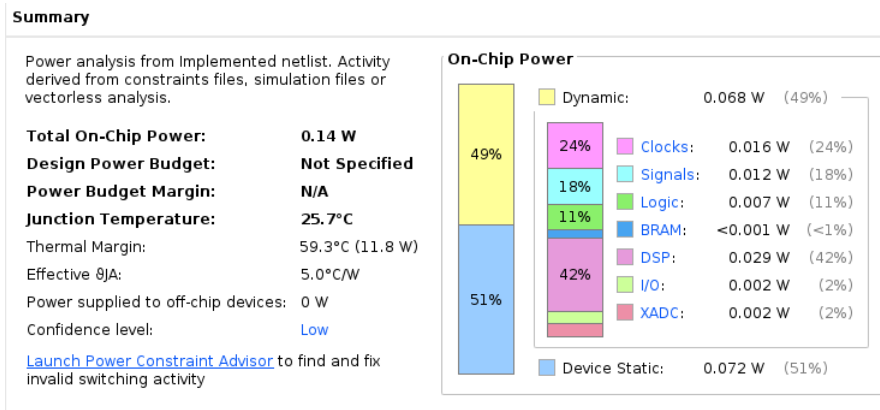 Summary
Power analysis from Implemented netlist. Activity
derived from constraints files, simulation files or
vectorless analysis.
Total On-Chip Power: 0.14 W
Design Power Budget: Not Specified
Power Budget Margin: N/A
Junction Temperature: 25.7°C
Thermal Margin: 59.3°C (11.8 W)
Effective ϑJA: 5.0°C/W
Power supplied to off-chip devices: 0 W
Confidence level: Low
Launch Power Constraint Advisor to find and fix
invalid switching activity
On-Chip Power
49%
51%
Dynamic: 0.068 W (49%)
24%
18%
11%
42%
Clocks: 0.016 W (24%)
Signals: 0.012 W (18%)
Logic: 0.007 W (11%)
BRAM: <0.001 W (<1%)
DSP: 0.029 W (42%)
I/O: 0.002 W (2%)
XADC: 0.002 W (2%)
Device Static: 0.072 W (51%)